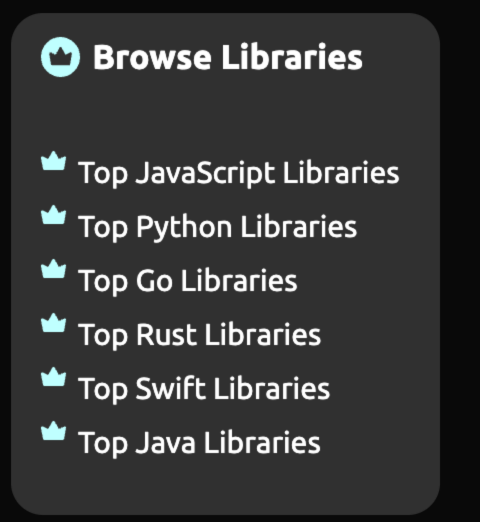 Browse Libraries
Top JavaScript Libraries
Top Python Libraries
Top Go Libraries
Top Rust Libraries
Top Swift Libraries
Top Java Libraries